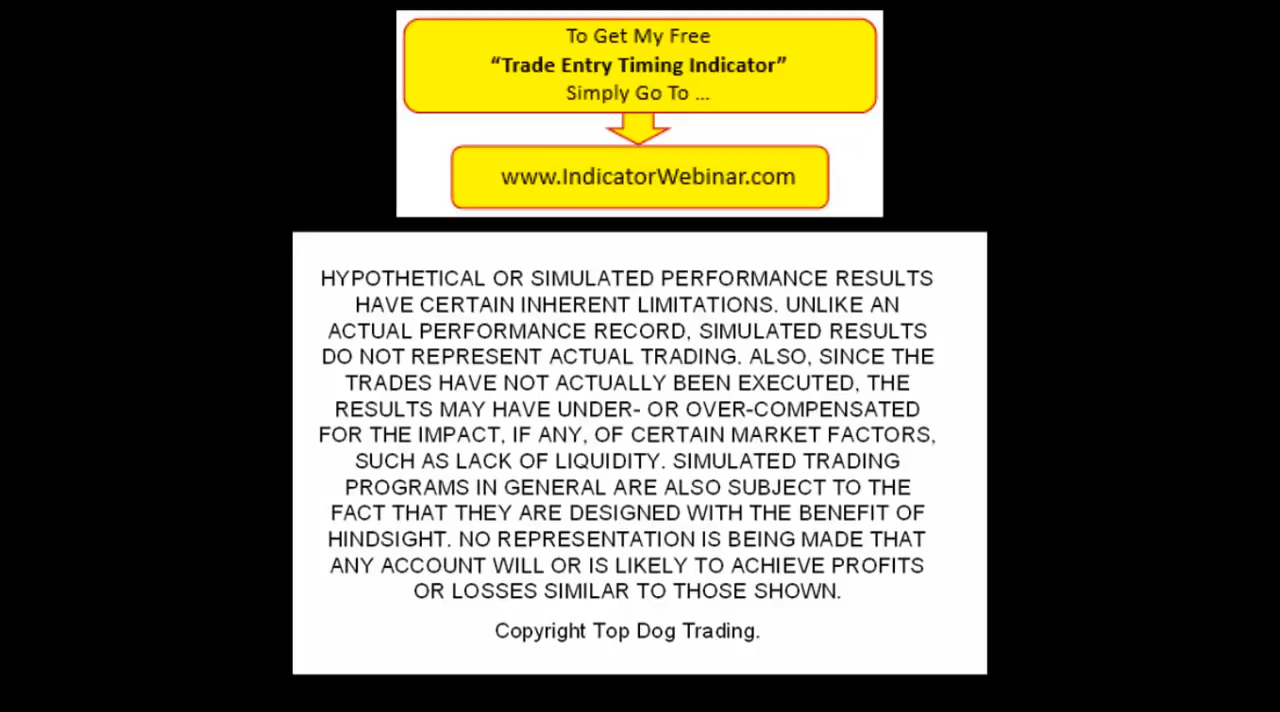 To Get My Free
“Trade Entry Timing Indicator”
Simply Go To ...
www.IndicatorWebinar.com
HYPOTHETICAL OR SIMULATED PERFORMANCE RESULTS
HAVE CERTAIN INHERENT LIMITATIONS. UNLIKE AN
ACTUAL PERFORMANCE RECORD, SIMULATED RESULTS
DO NOT REPRESENT ACTUAL TRADING. ALSO, SINCE THE
TRADES HAVE NOT ACTUALLY BEEN EXECUTED, THE
RESULTS MAY HAVE UNDER- OR OVER-COMPENSATED
FOR THE IMPACT, IF ANY, OF CERTAIN MARKET FACTORS,
SUCH AS LACK OF LIQUIDITY. SIMULATED TRADING
PROGRAMS IN GENERAL ARE ALSO SUBJECT TO THE
FACT THAT THEY ARE DESIGNED WITH THE BENEFIT OF
HINDSIGHT. NO REPRESENTATION IS BEING MADE THAT
ANY ACCOUNT WILL OR IS LIKELY TO ACHIEVE PROFITS
OR LOSSES SIMILAR TO THOSE SHOWN.
Copyright Top Dog Trading.